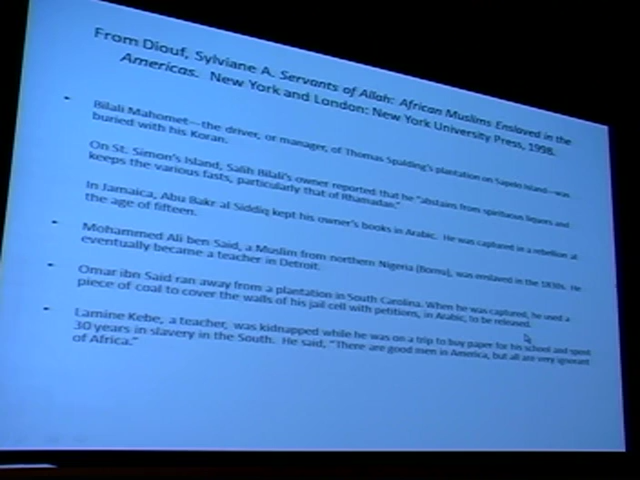 From Diouf, Sylviane A. Servants of Allah: African Muslims Enslaved in the
Americas. New York and London: New York University Press, 1998.
• Bilali Mahomet—the driver, or manager, of Thomas Spalding's plantation on Sapelo Island—was
buried with his Koran.
On St. Simon's Island, Salih Bilali's owner reported that he "abstains from spirituous liquors and
keeps the various fasts, particularly that of Rhamadan."
In Jamaica, Abu Bakr al Siddiq kept his owner's books in Arabic. He was captured in a rebellion at
the age of fifteen.
• Mohammed Ali ben Said, a Muslim from northern Nigeria (Bornu), was enslaved in the 1830s. He
eventually became a teacher in Detroit.
• Omar ibn Said ran away from a plantation in South Carolina. When he was captured, he used a
piece of coal to cover the walls of his jail cell with petitions, in Arabic, to be released.
• Lamine Kebe, a teacher, was kidnapped while he was on a trip to buy paper for his school and spent
30 years in slavery in the South. He said, "There are good men in America, but all are very ignorant
of Africa."